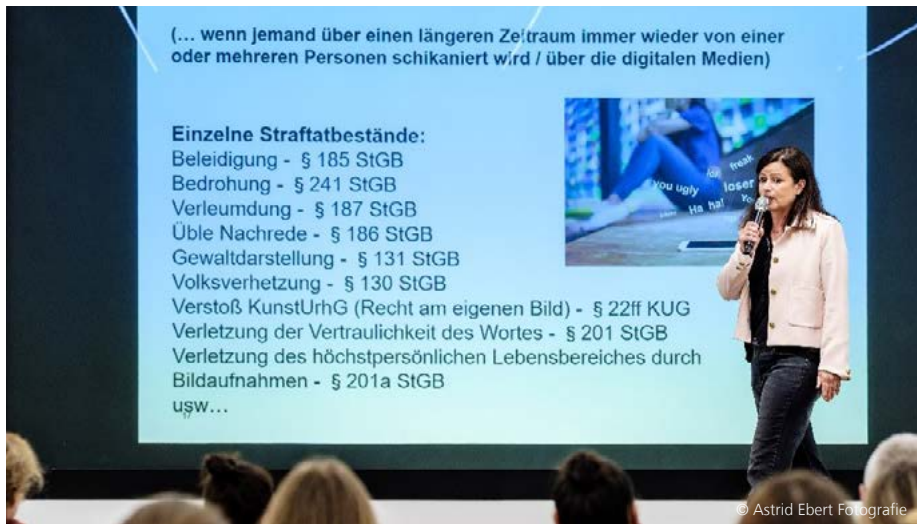 (... wenn jemand über einen längeren Zeitraum immer wieder von einer
oder mehreren Personen schikaniert wird / über die digitalen Medien)
Einzelne Straftatbestände:
Beleidigung - § 185 StGB
Bedrohung - § 241 StGB
Verleumdung - § 187 StGB
Üble Nachrede - § 186 StGB
Gewaltdarstellung - § 131 StGB
Volksverhetzung - § 130 StGB
Verstoß KunstUrhG (Recht am eigenen Bild) - § 22ff KUG
Verletzung der Vertraulichkeit des Wortes - § 201 StGB
Verletzung des höchstpersönlichen Lebensbereiches durch
Bildaufnahmen - § 201a StGB
usw...
17
freak
you ugly
loser
Ha ha!
© Astrid Ebert Fotografie